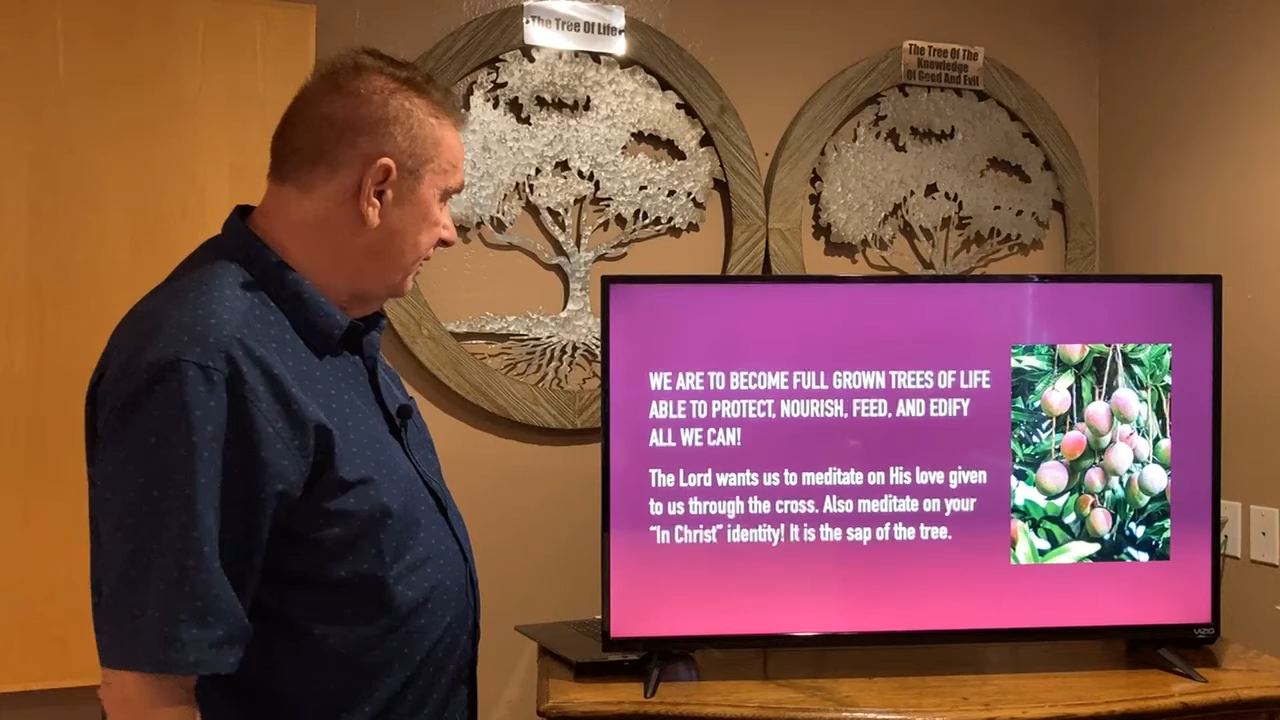 The Tree Of Life
The Tree Of The
Knowledge
Of Good And Evil
WE ARE TO BECOME FULL GROWN TREES OF LIFE
ABLE TO PROTECT, NOURISH, FEED, AND EDIFY
ALL WE CAN!
The Lord wants us to meditate on His love given
to us through the cross. Also meditate on your
“In Christ” identity! It is the sap of the tree.
VIZIO